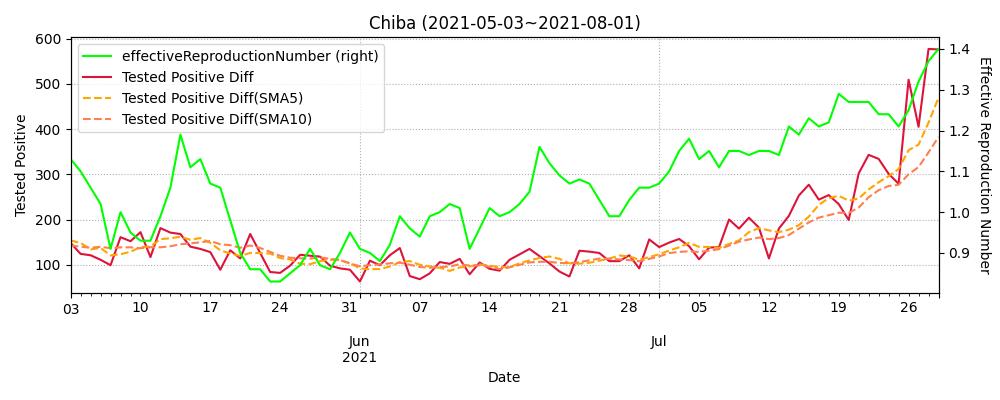 Chiba (2021-05-03~2021-08-01)
effectiveReproductionNumber (right)
Tested Positive Diff
Tested Positive Diff(SMA5)
Tested Positive Diff(SMA10)
Tested Positive
600
500
400
300
200
100
1.4
1.3
1.2
1.1
1.0
0.9
Effective Reproduction Number
03 10 17 24 31 07 14 21 28 05 12 19 26
Jun Jul
2021
Date